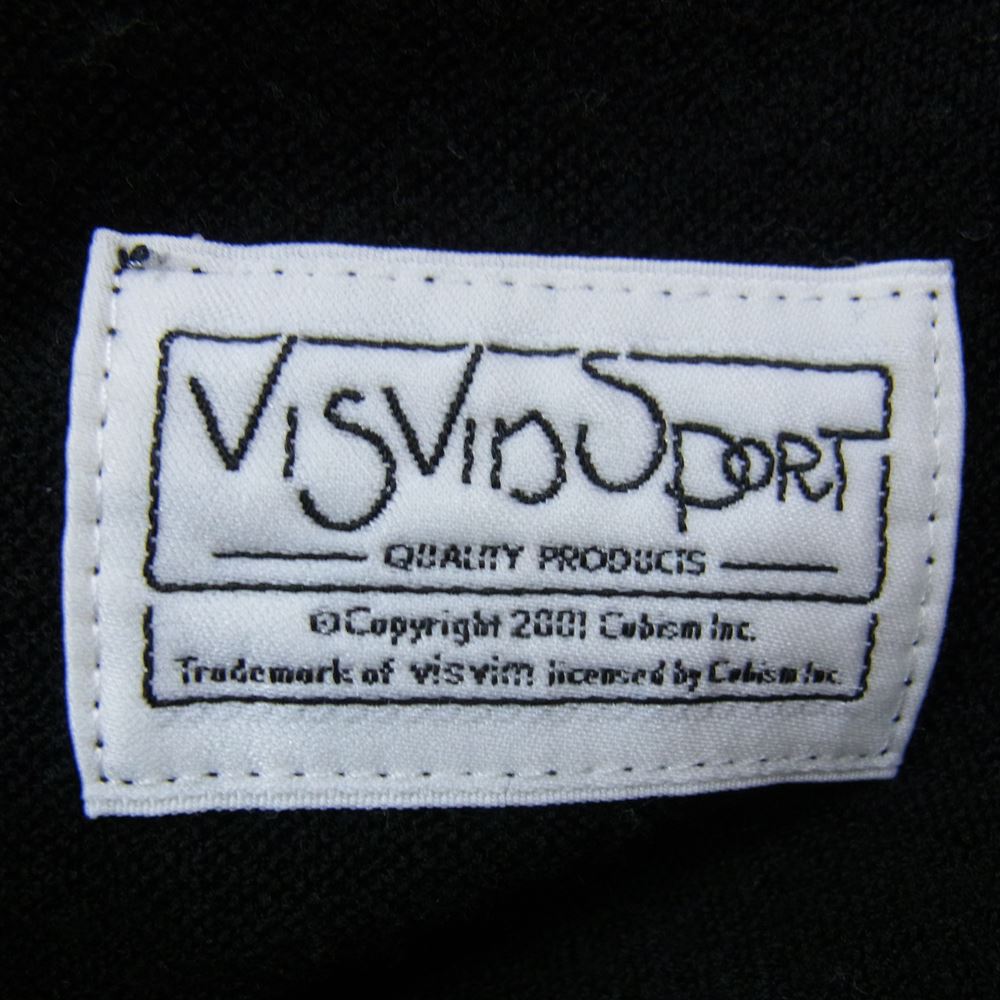 VISVIM SPORT
QUALITY PRODUCTS
©Copyright 2001 Cubism Inc.
Trademark of visvim licensed by Cubism Inc.